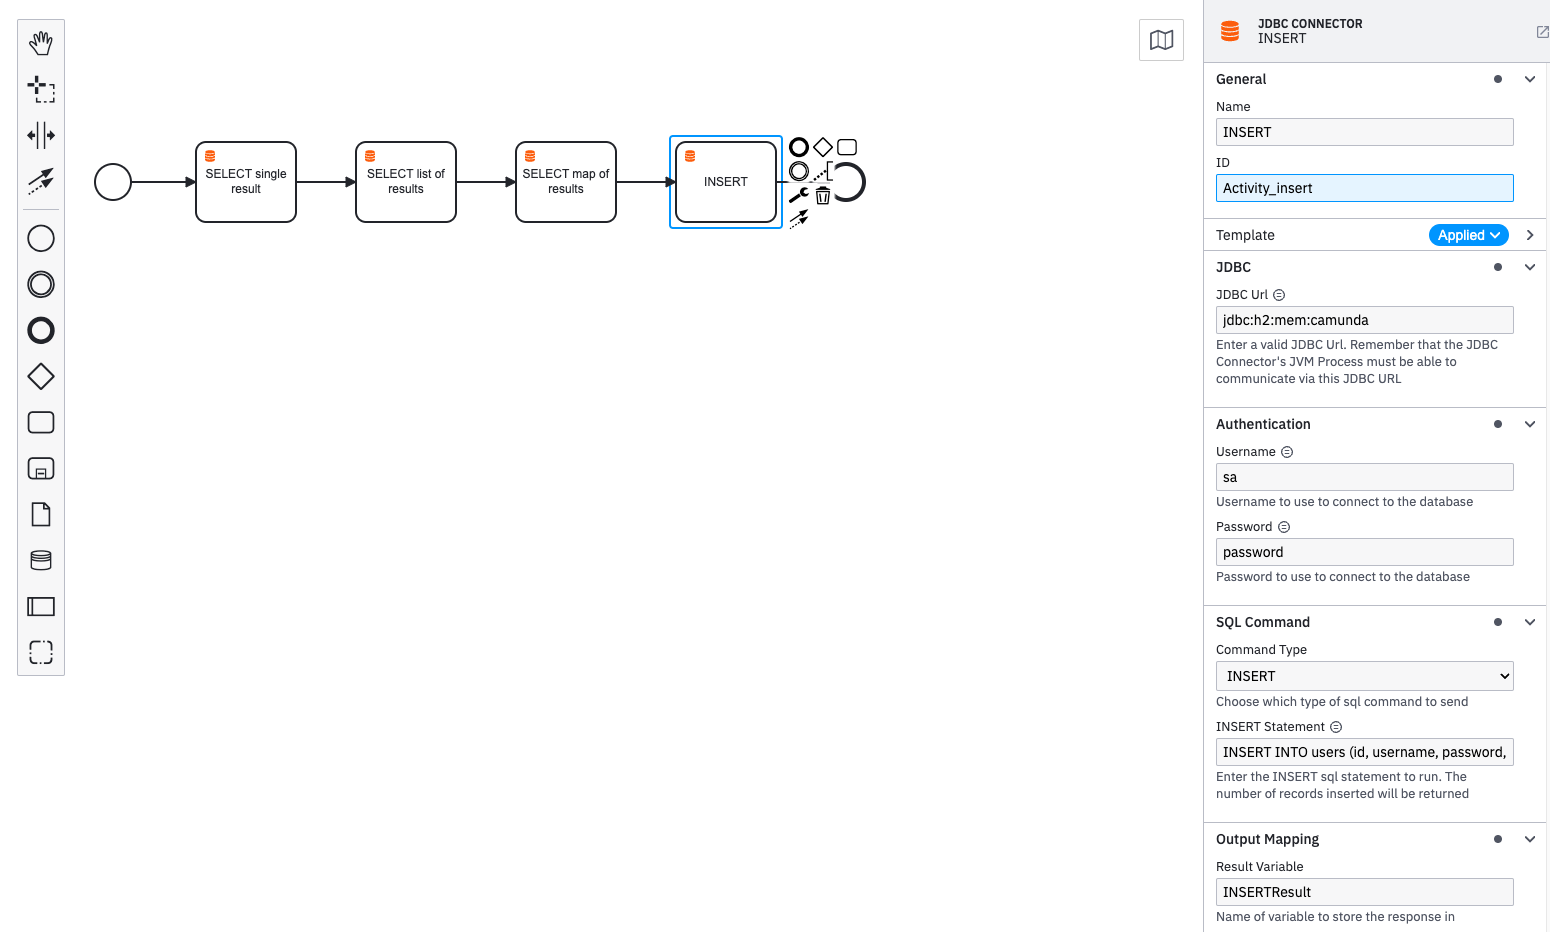 SELECT single
result
SELECT list of
results
SELECT map of
results
INSERT
JDBC CONNECTOR
INSERT
General
Name
INSERT
ID
Activity_insert
Template
Applied
JDBC
JDBC Url
jdbc:h2:mem:camunda
Enter a valid JDBC Url. Remember that the JDBC
Connector's JVM Process must be able to
communicate via this JDBC URL
Authentication
Username
sa
Username to use to connect to the database
Password
password
Password to use to connect to the database
SQL Command
Command Type
INSERT
Choose which type of sql command to send
INSERT Statement
INSERT INTO users (id, username, password,
Enter the INSERT sql statement to run. The
number of records inserted will be returned
Output Mapping
Result Variable
INSERTResult
Name of variable to store the response in